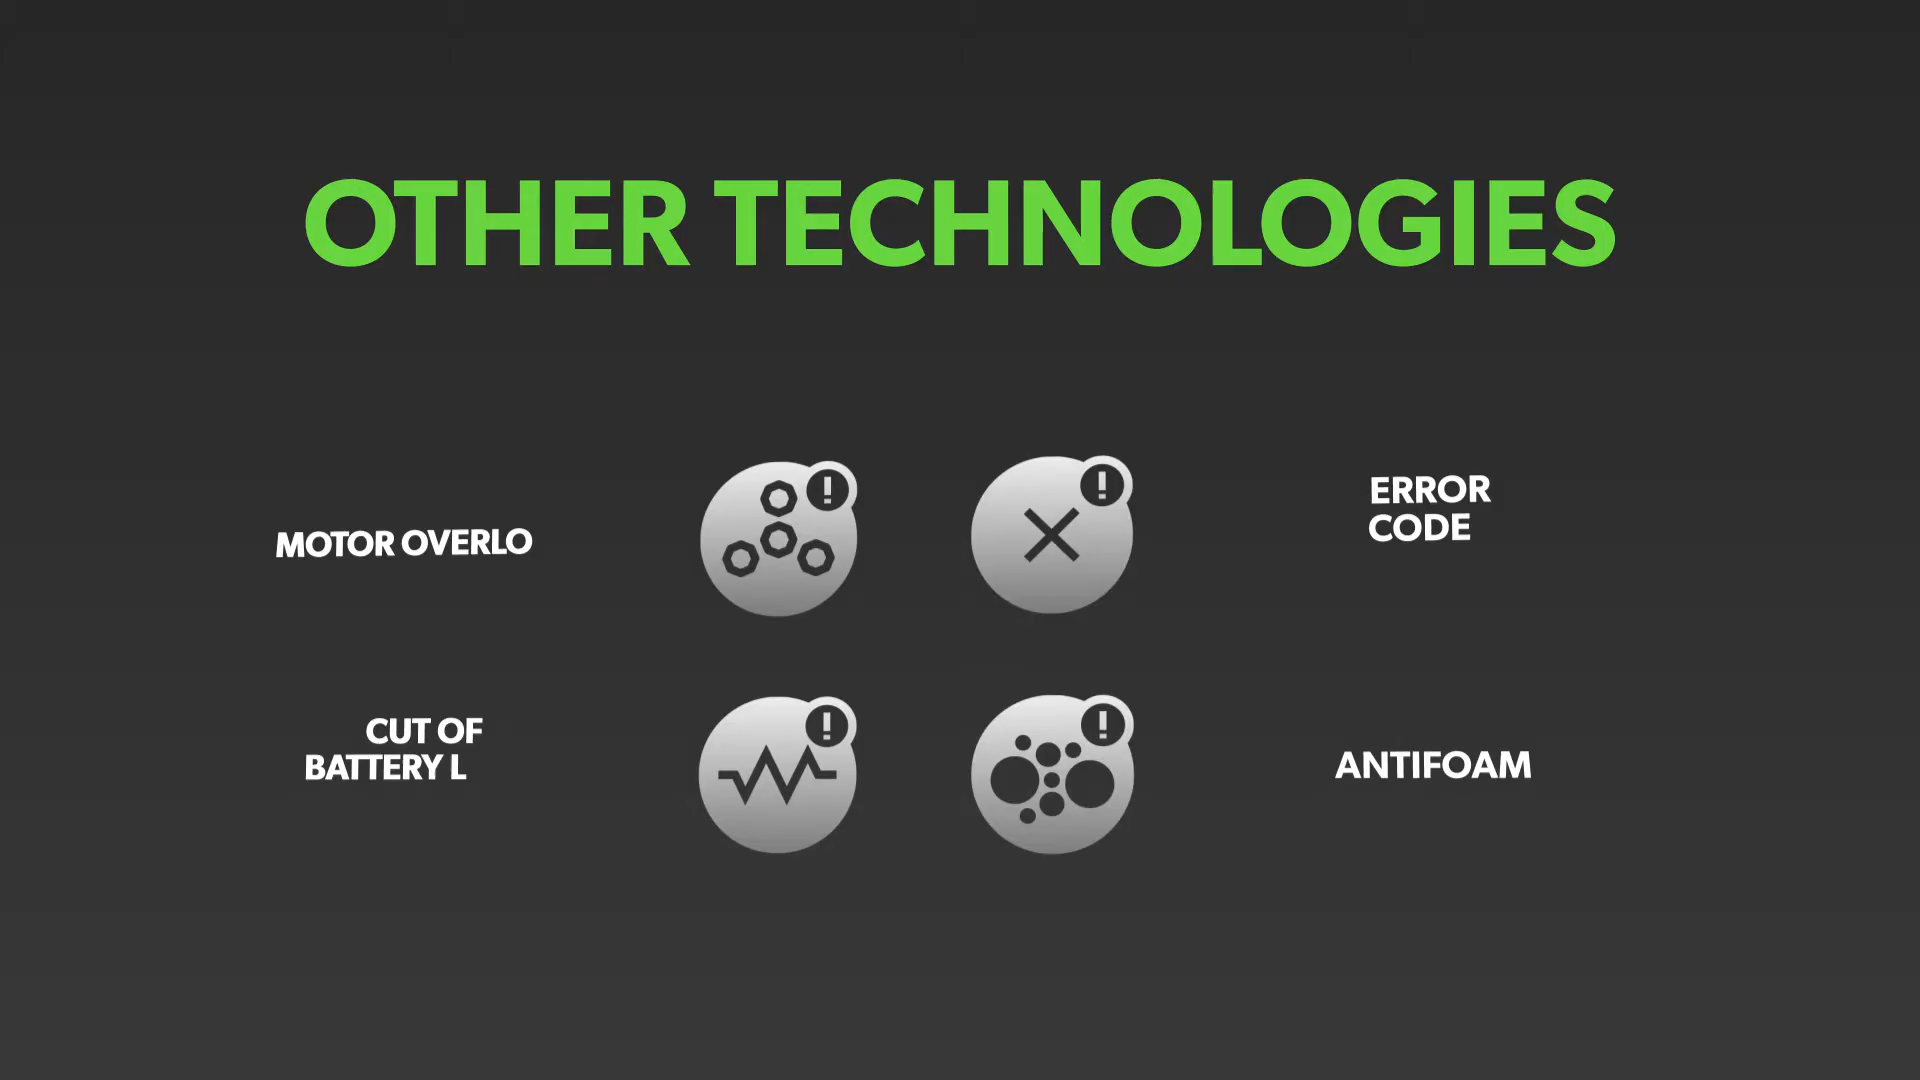 OTHER TECHNOLOGIES
MOTOR OVERLO
ERROR
CODE
CUT OF
BATTERY L
ANTIFOAM